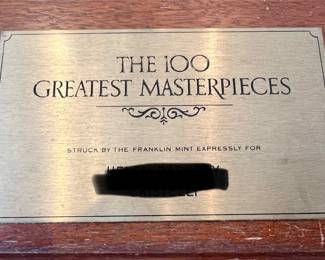 THE 100
GREATEST MASTERPIECES
STRUCK BY THE FRANKLIN MINT EXPRESSLY FOR